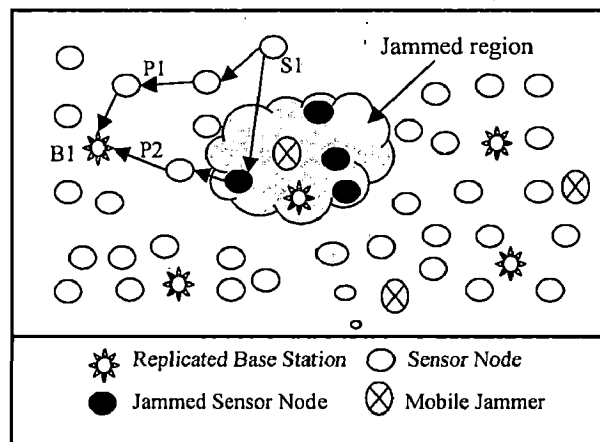 P1
S1
Jammed region
B1
P2
Replicated Base Station
Sensor Node
Jammed Sensor Node
Mobile Jammer